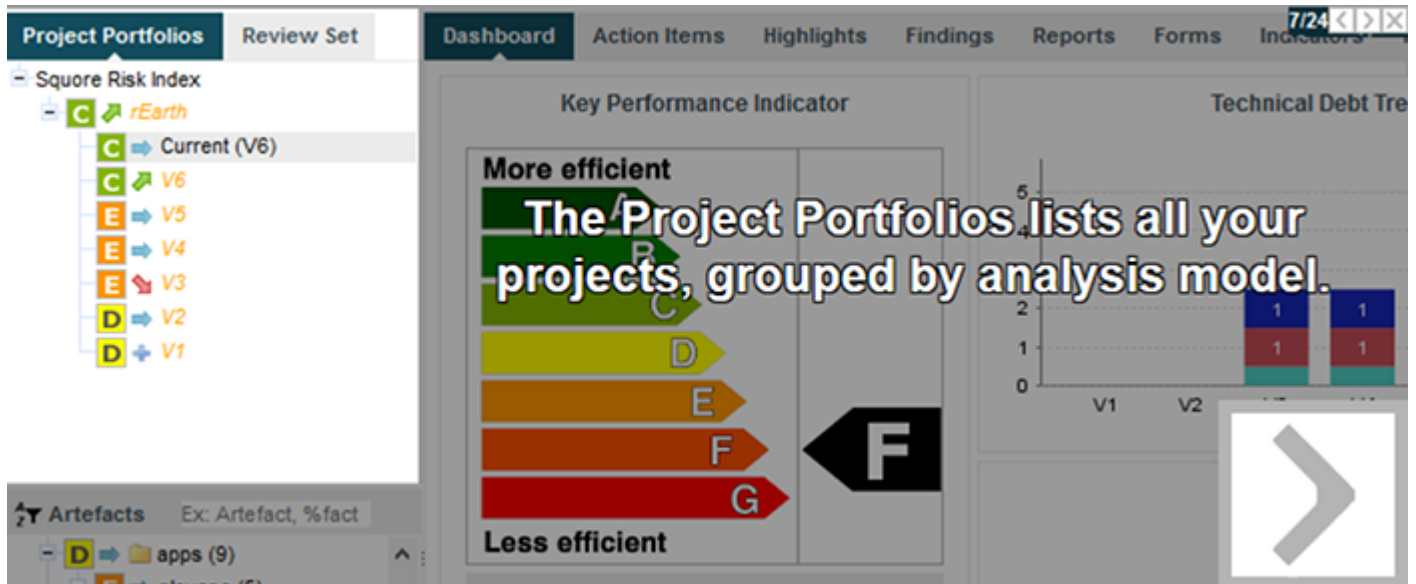 Project Portfolios Review Set
Dashboard Action Items Highlights Findings Reports Forms Indicators
7/24
Squore Risk Index
C rEarth
C Current (V6)
C V6
E V5
E V4
E V3
D V2
D V1
Artefacts Ex: Artefact, %fact
D apps (9)
Key Performance Indicator
More efficient
A
B
C
D
E
F
G
F
Less efficient
The Project Portfolios lists all your
projects, grouped by analysis model.
Technical Debt Tre
5
4
2
1
0
1 1
1 1
V1 V2